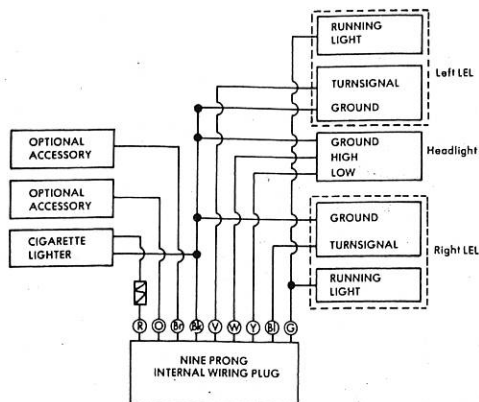 RUNNING
LIGHT
TURNSIGNAL
GROUND
Left LEL
OPTIONAL
ACCESSORY
GROUND
HIGH
LOW
Headlight
OPTIONAL
ACCESSORY
CIGARETTE
LIGHTER
GROUND
TURNSIGNAL
Right LEL
RUNNING
LIGHT
R O Br Bk V W Y Bl G
NINE PRONG
INTERNAL WIRING PLUG